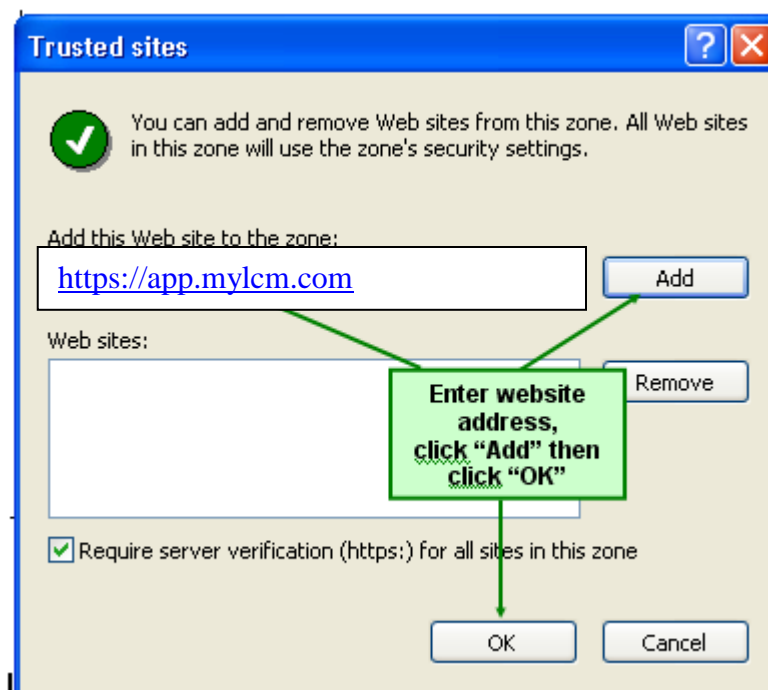 Trusted sites
You can add and remove Web sites from this zone. All Web sites
in this zone will use the zone's security settings.
Add this Web site to the zone:
https://app.mylcm.com
Add
Web sites:
Remove
Enter website
address,
click “Add” then
click “OK”
Require server verification (https:) for all sites in this zone
OK
Cancel